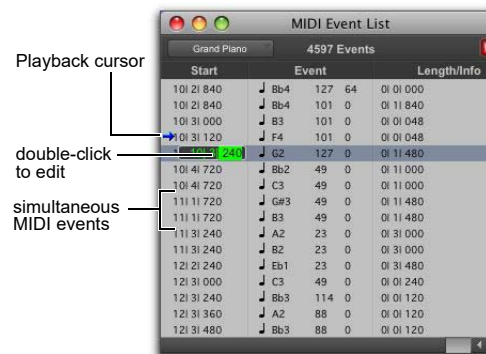 MIDI Event List
Grand Piano 4597 Events
Start Event Length/Info
10| 2| 840 Bb4 127 64 0| 0| 000
10| 2| 840 Bb4 101 0 0| 1| 840
10| 3| 000 B3 101 0 0| 0| 048
Playback cursor
10| 3| 120 F4 101 0 0| 0| 048
double-click
to edit
240 G2 127 0 0| 1| 480
10| 4| 720 Bb2 49 0 0| 1| 000
10| 4| 720 C3 49 0 0| 1| 000
simultaneous
MIDI events
11| 1| 720 G#3 49 0 0| 1| 480
11| 1| 720 B3 49 0 0| 1| 480
11| 3| 240 A2 23 0 0| 3| 000
11| 3| 240 B2 23 0 0| 3| 000
12| 2| 240 Eb1 23 0 0| 3| 480
12| 3| 000 C3 49 0 0| 2| 240
12| 3| 240 Bb3 114 0 0| 0| 120
12| 3| 360 A2 88 0 0| 0| 120
12| 3| 480 Bb3 88 0 0| 0| 120